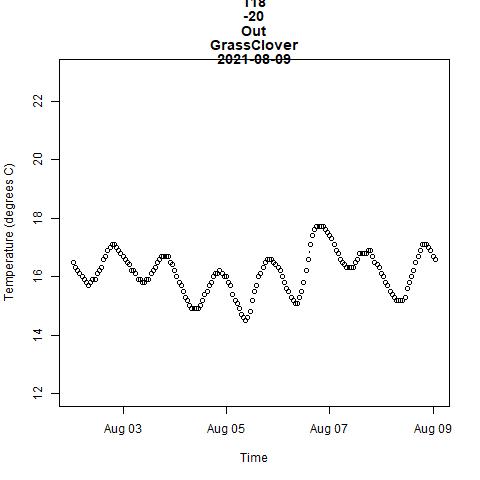 T18
-20
Out
GrassClover
2021-08-09
22
20
18
16
14
12
Temperature (degrees C)
Aug 03 Aug 05 Aug 07 Aug 09
Time